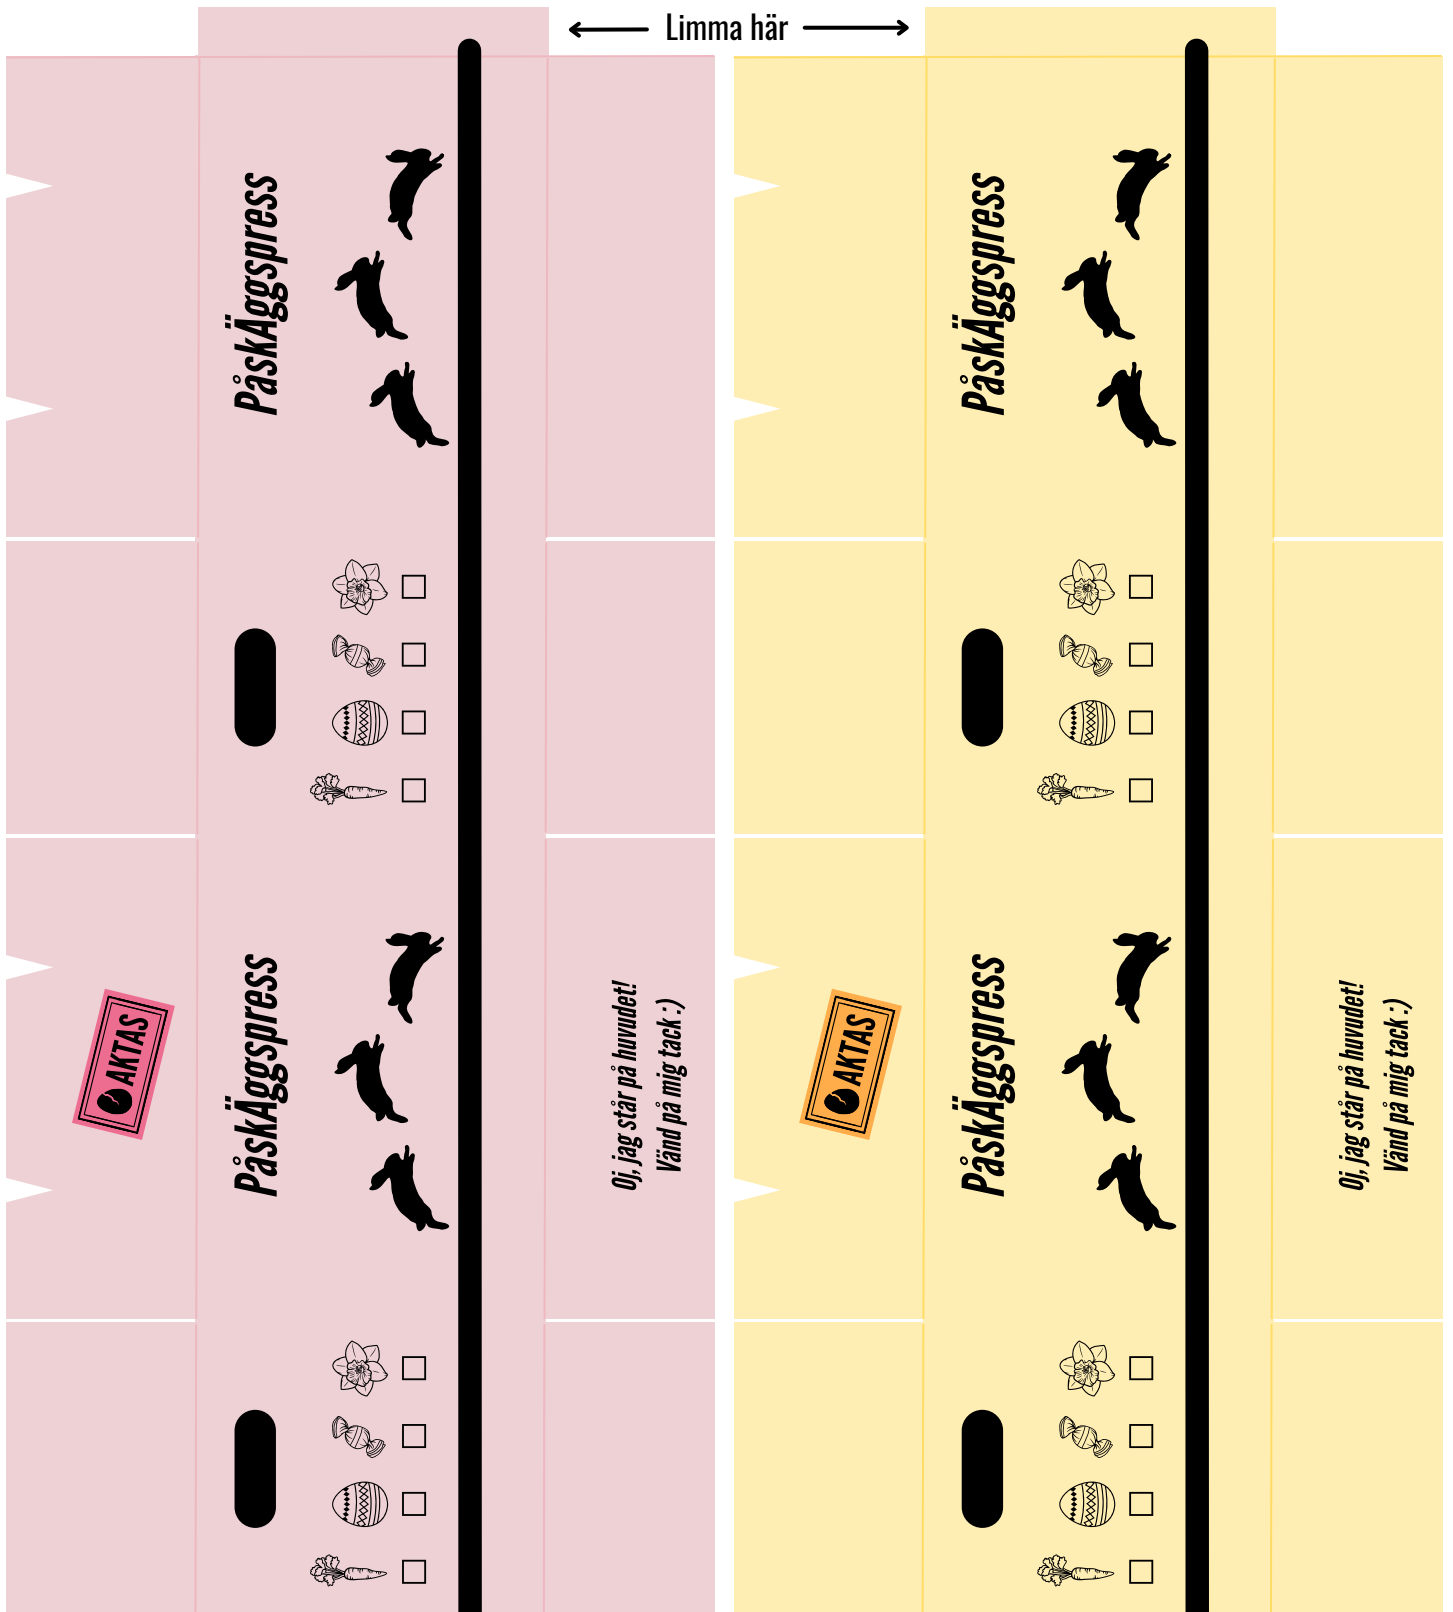 Limma här
PåskÄggspress
PåskÄggspress
PåskÄggspress
AKTAS
Oj, jag står på huvudet!
Vänd på mig tack :)
PåskÄggspress
AKTAS
Oj, jag står på huvudet!
Vänd på mig tack :)